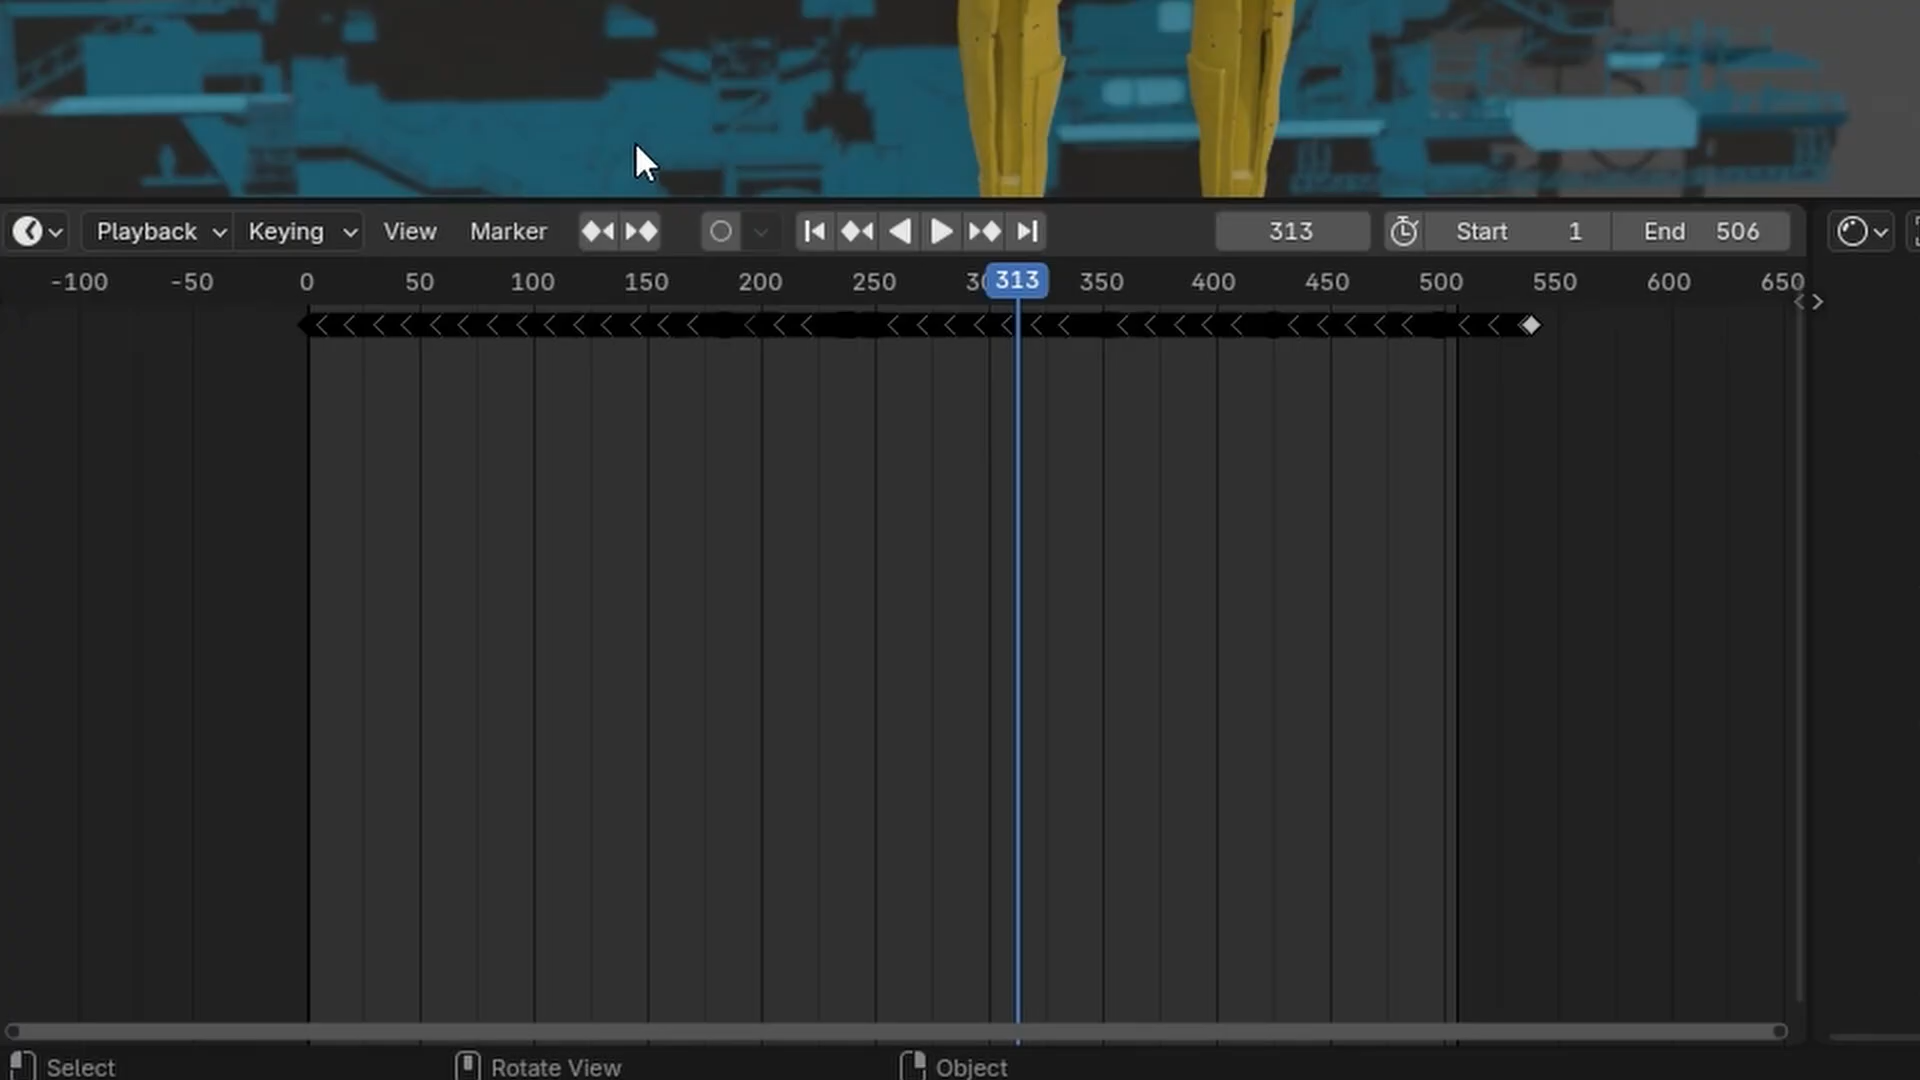 Playback Keying View Marker 313 Start 1 End 506
-100 -50 0 50 100 150 200 250 30 313 350 400 450 500 550 600 650
Select Rotate View Object